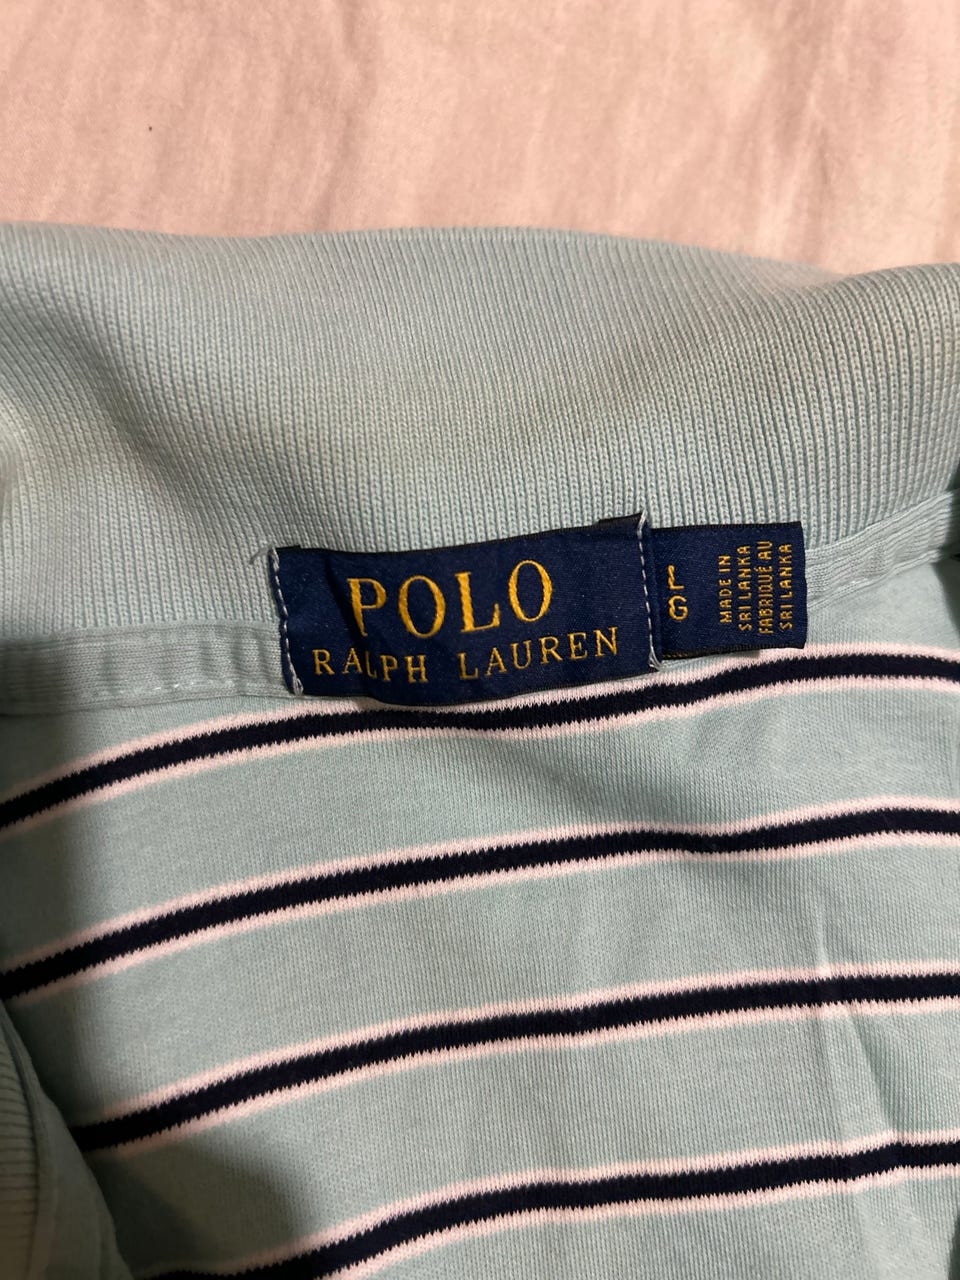 POLO
RALPH LAUREN
L
G
MADE IN
SRI LANKA
FABRIQUÉ AU
SRI LANKA